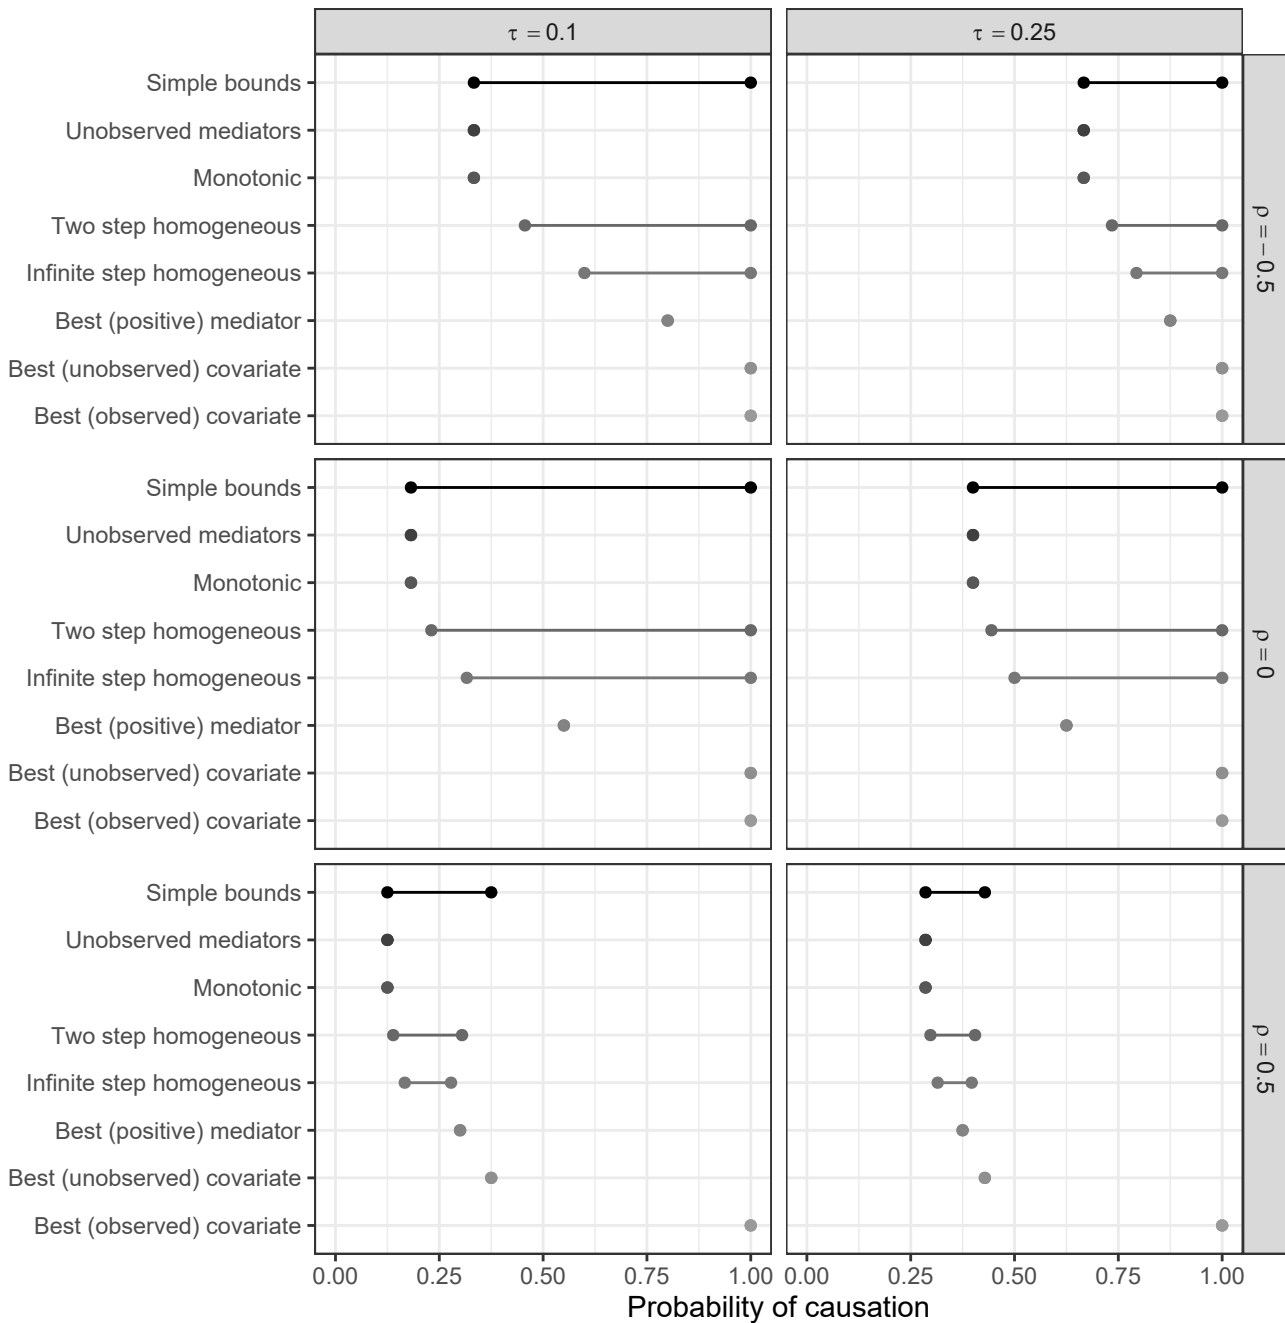 τ = 0.1
τ = 0.25
Simple bounds
Unobserved mediators
Monotonic
Two step homogeneous
Infinite step homogeneous
Best (positive) mediator
Best (unobserved) covariate
Best (observed) covariate
ρ = −0.5
Simple bounds
Unobserved mediators
Monotonic
Two step homogeneous
Infinite step homogeneous
Best (positive) mediator
Best (unobserved) covariate
Best (observed) covariate
ρ = 0
Simple bounds
Unobserved mediators
Monotonic
Two step homogeneous
Infinite step homogeneous
Best (positive) mediator
Best (unobserved) covariate
Best (observed) covariate
ρ = 0.5
0.00 0.25 0.50 0.75 1.00 0.00 0.25 0.50 0.75 1.00
Probability of causation